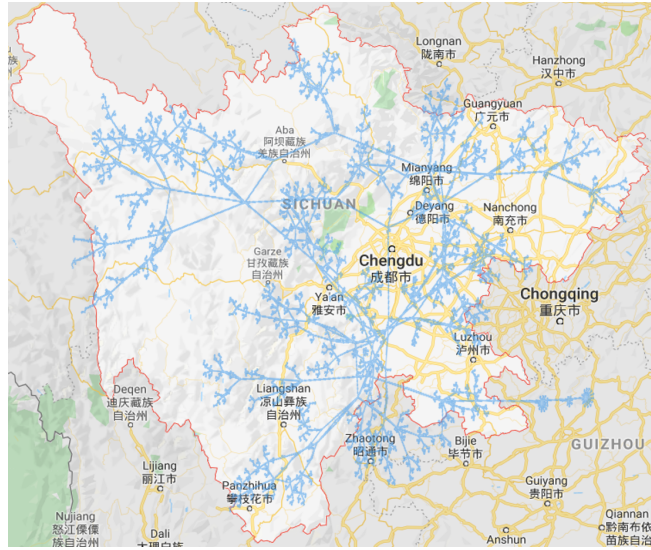 Longnan
陇南市
Hanzhong
汉中市
Guangyuan
广元市
Aba
阿坝藏族
羌族自治州
Mianyang
绵阳市
SICHUAN
Deyang
德阳市
Nanchong
南充市
Garze
甘孜藏族
自治州
Chengdu
成都市
Ya'an
雅安市
Chongqing
重庆市
Luzhou
泸州市
Deqen
迪庆藏族
自治州
Liangshan
凉山彝族
自治州
Zhaotong
昭通市
Bijie
毕节市
GUIZHOU
Lijiang
丽江市
Panzhihua
攀枝花市
Guiyang
贵阳市
Nujiang
怒江傈僳
族自治州
Dali
Anshun
Qiannan
黔南布依
苗族自治